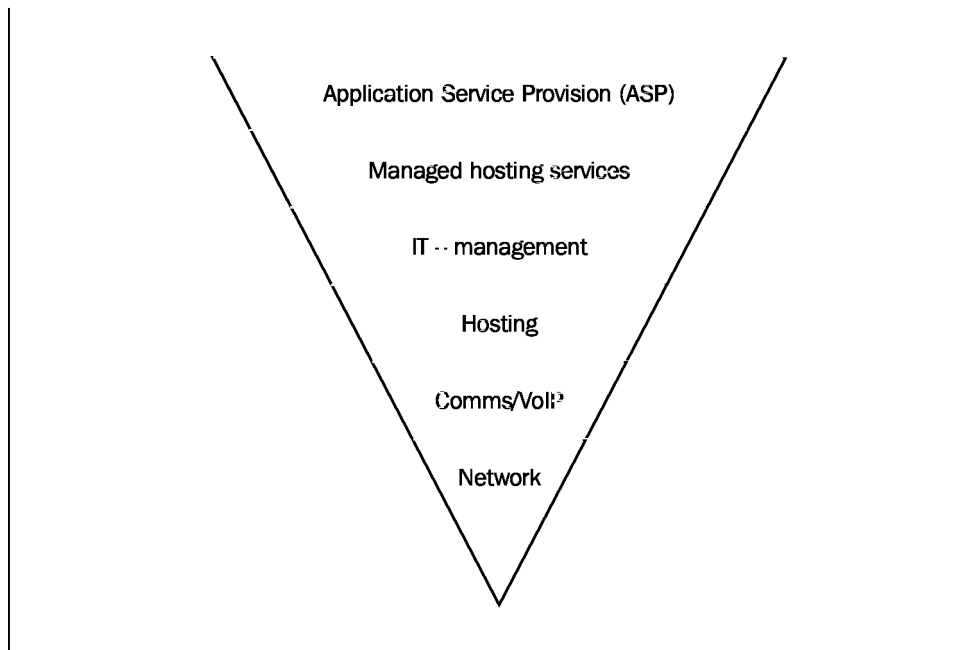 Application Service Provision (ASP)
Managed hosting services
IT -- management
Hosting
Comms/VoIP
Network